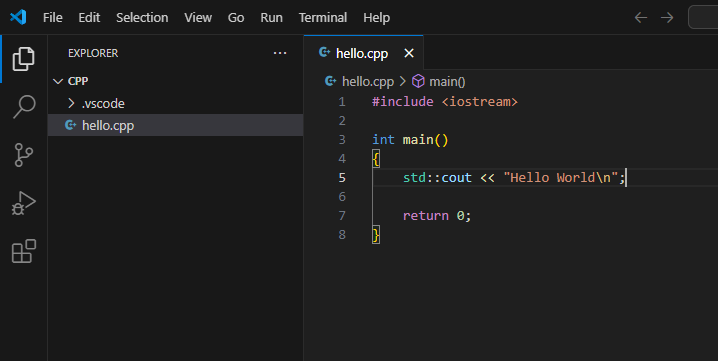 File Edit Selection View Go Run Terminal Help
EXPLORER ...
CPP
.vscode
hello.cpp
hello.cpp
hello.cpp > main()
1 #include <iostream>
2
3 int main()
4 {
5     std::cout << "Hello World\n";
6
7     return 0;
8 }